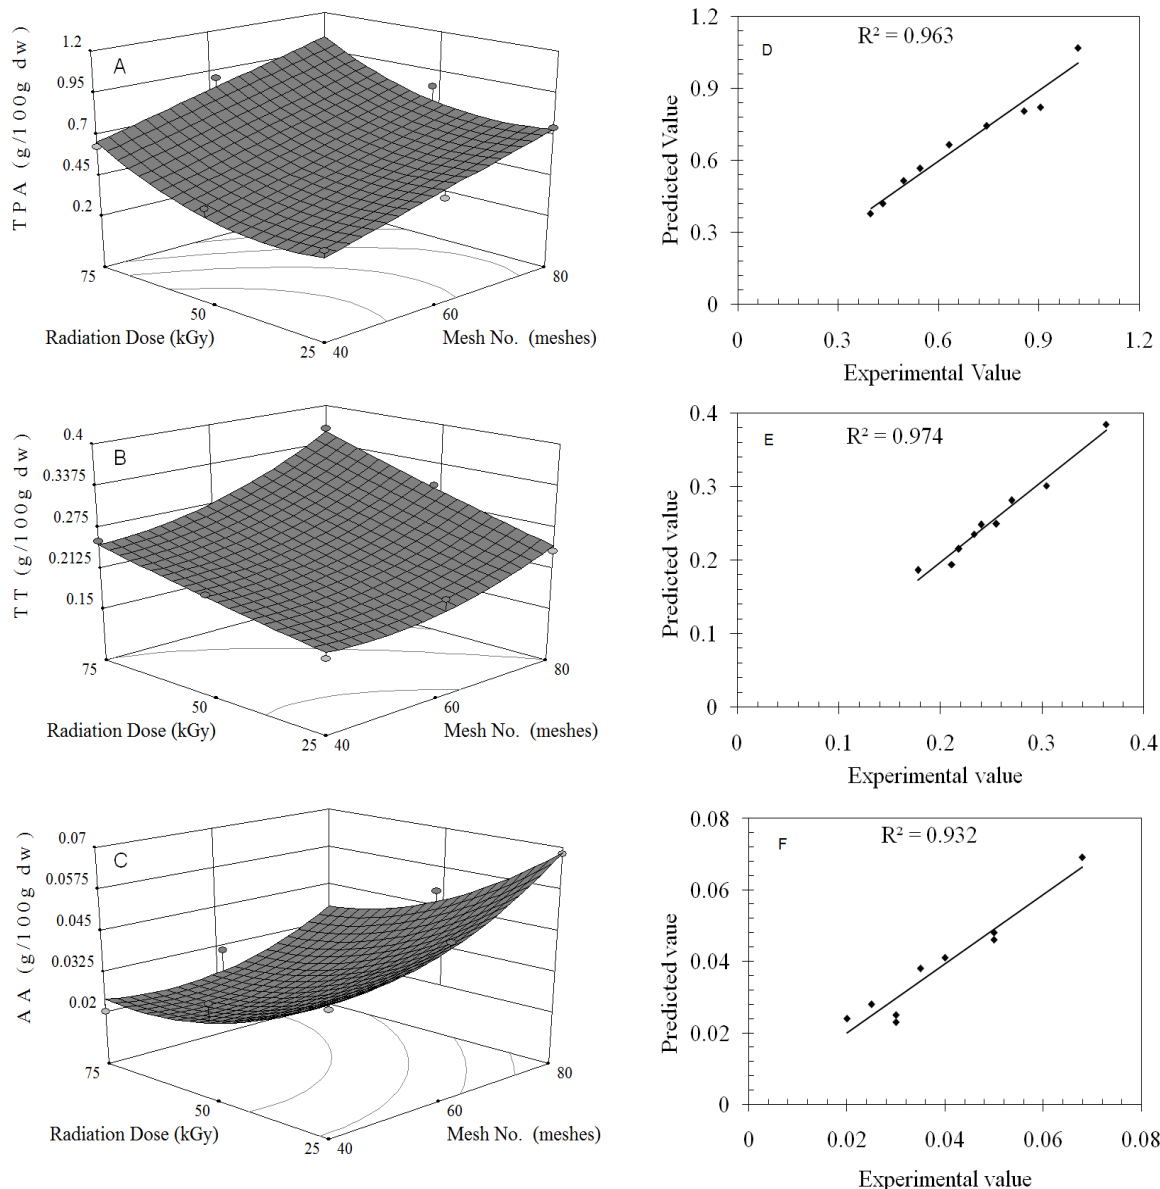 A
TPA (g/100g dw)
1.2
0.95
0.7
0.45
0.2
75
50
25
40
60
80
Radiation Dose (kGy)
Mesh No. (meshes)
D
R² = 0.963
Predicted Value
1.2
0.9
0.6
0.3
0
0
0.3
0.6
0.9
1.2
Experimental Value
B
TT (g/100g dw)
0.4
0.3375
0.275
0.2125
0.15
75
50
25
40
60
80
Radiation Dose (kGy)
Mesh No. (meshes)
E
R² = 0.974
Predicted value
0.4
0.3
0.2
0.1
0
0
0.1
0.2
0.3
0.4
Experimental value
C
AA (g/100g dw)
0.07
0.0575
0.045
0.0325
0.02
75
50
25
40
60
80
Radiation Dose (kGy)
Mesh No. (meshes)
F
R² = 0.932
Predicted vaue
0.08
0.06
0.04
0.02
0
0
0.02
0.04
0.06
0.08
Experimental value